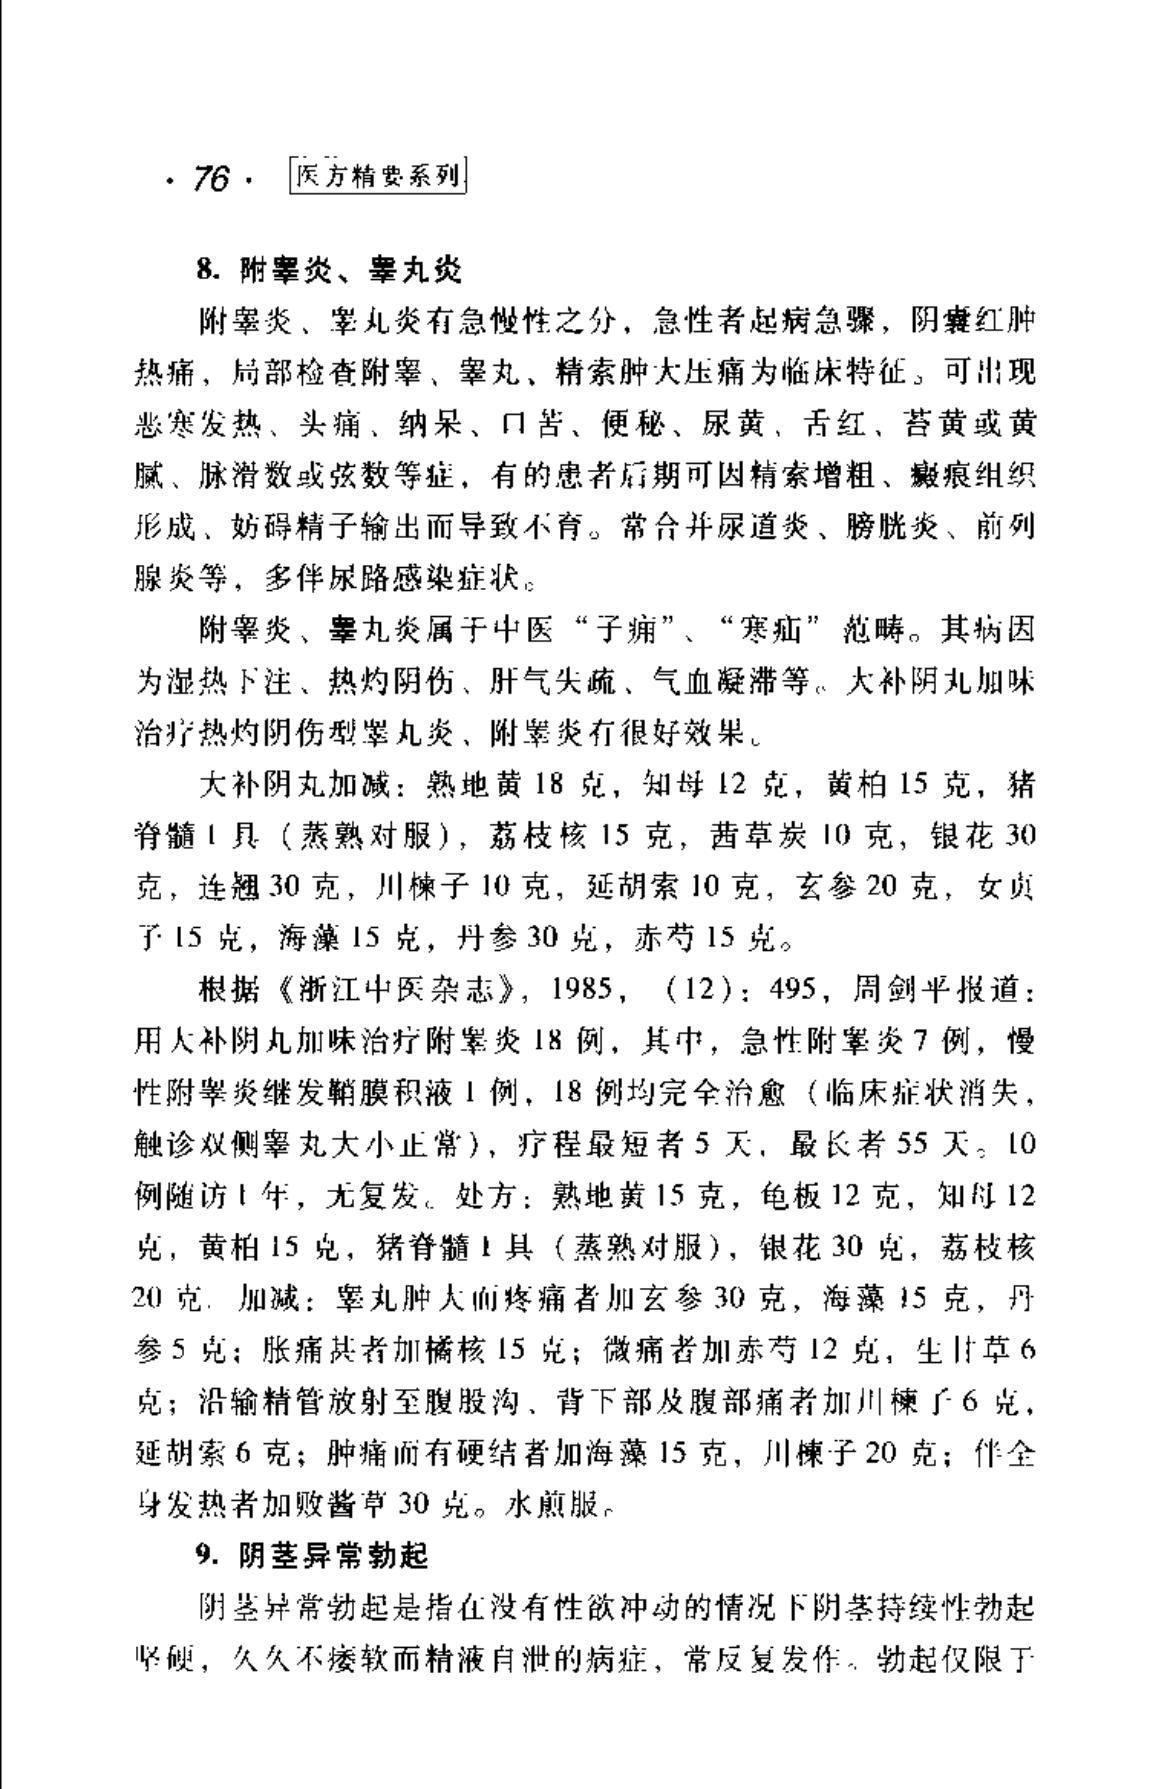 · 76 · 医方精要系列
8. 附睾炎、睾丸炎
附睾炎、睾丸炎有急慢性之分，急性者起病急骤，阴囊红肿
热痛，局部检查附睾、睾丸、精索肿大压痛为临床特征。可出现
恶寒发热、头痛、纳呆、口苦、便秘、尿黄、舌红、苔黄或黄
腻、脉滑数或弦数等症，有的患者后期可因精索增粗、瘢痕组织
形成、妨碍精子输出而导致不育。常合并尿道炎、膀胱炎、前列
腺炎等，多伴尿路感染症状。
附睾炎、睾丸炎属于中医“子痈”、“寒疝”范畴。其病因
为湿热下注、热灼阴伤、肝气失疏、气血凝滞等。大补阴丸加味
治疗热灼阴伤型睾丸炎、附睾炎有很好效果。
大补阴丸加减：熟地黄 18 克，知母 12 克，黄柏 15 克，猪
脊髓 1 具（蒸熟对服），荔枝核 15 克，茜草炭 10 克，银花 30
克，连翘 30 克，川楝子 10 克，延胡索 10 克，玄参 20 克，女贞
子 15 克，海藻 15 克，丹参 30 克，赤芍 15 克。
根据《浙江中医杂志》，1985，（12）：495，周剑平报道：
用大补阴丸加味治疗附睾炎 18 例，其中，急性附睾炎 7 例，慢
性附睾炎继发鞘膜积液 1 例，18 例均完全治愈（临床症状消失，
触诊双侧睾丸大小正常），疗程最短者 5 天，最长者 55 天。10
例随访 1 年，无复发。处方：熟地黄 15 克，龟板 12 克，知母 12
克，黄柏 15 克，猪脊髓 1 具（蒸熟对服），银花 30 克，荔枝核
20 克. 加减：睾丸肿大而疼痛者加玄参 30 克，海藻 15 克，丹
参 5 克；胀痛甚者加橘核 15 克；微痛者加赤芍 12 克，生甘草 6
克；沿输精管放射至腹股沟、背下部及腹部痛者加川楝子 6 克，
延胡索 6 克；肿痛而有硬结者加海藻 15 克，川楝子 20 克；伴全
身发热者加败酱草 30 克。水煎服。
9. 阴茎异常勃起
阴茎异常勃起是指在没有性欲冲动的情况下阴茎持续性勃起
坚硬，久久不痿软而精液自泄的病症，常反复发作。勃起仅限于